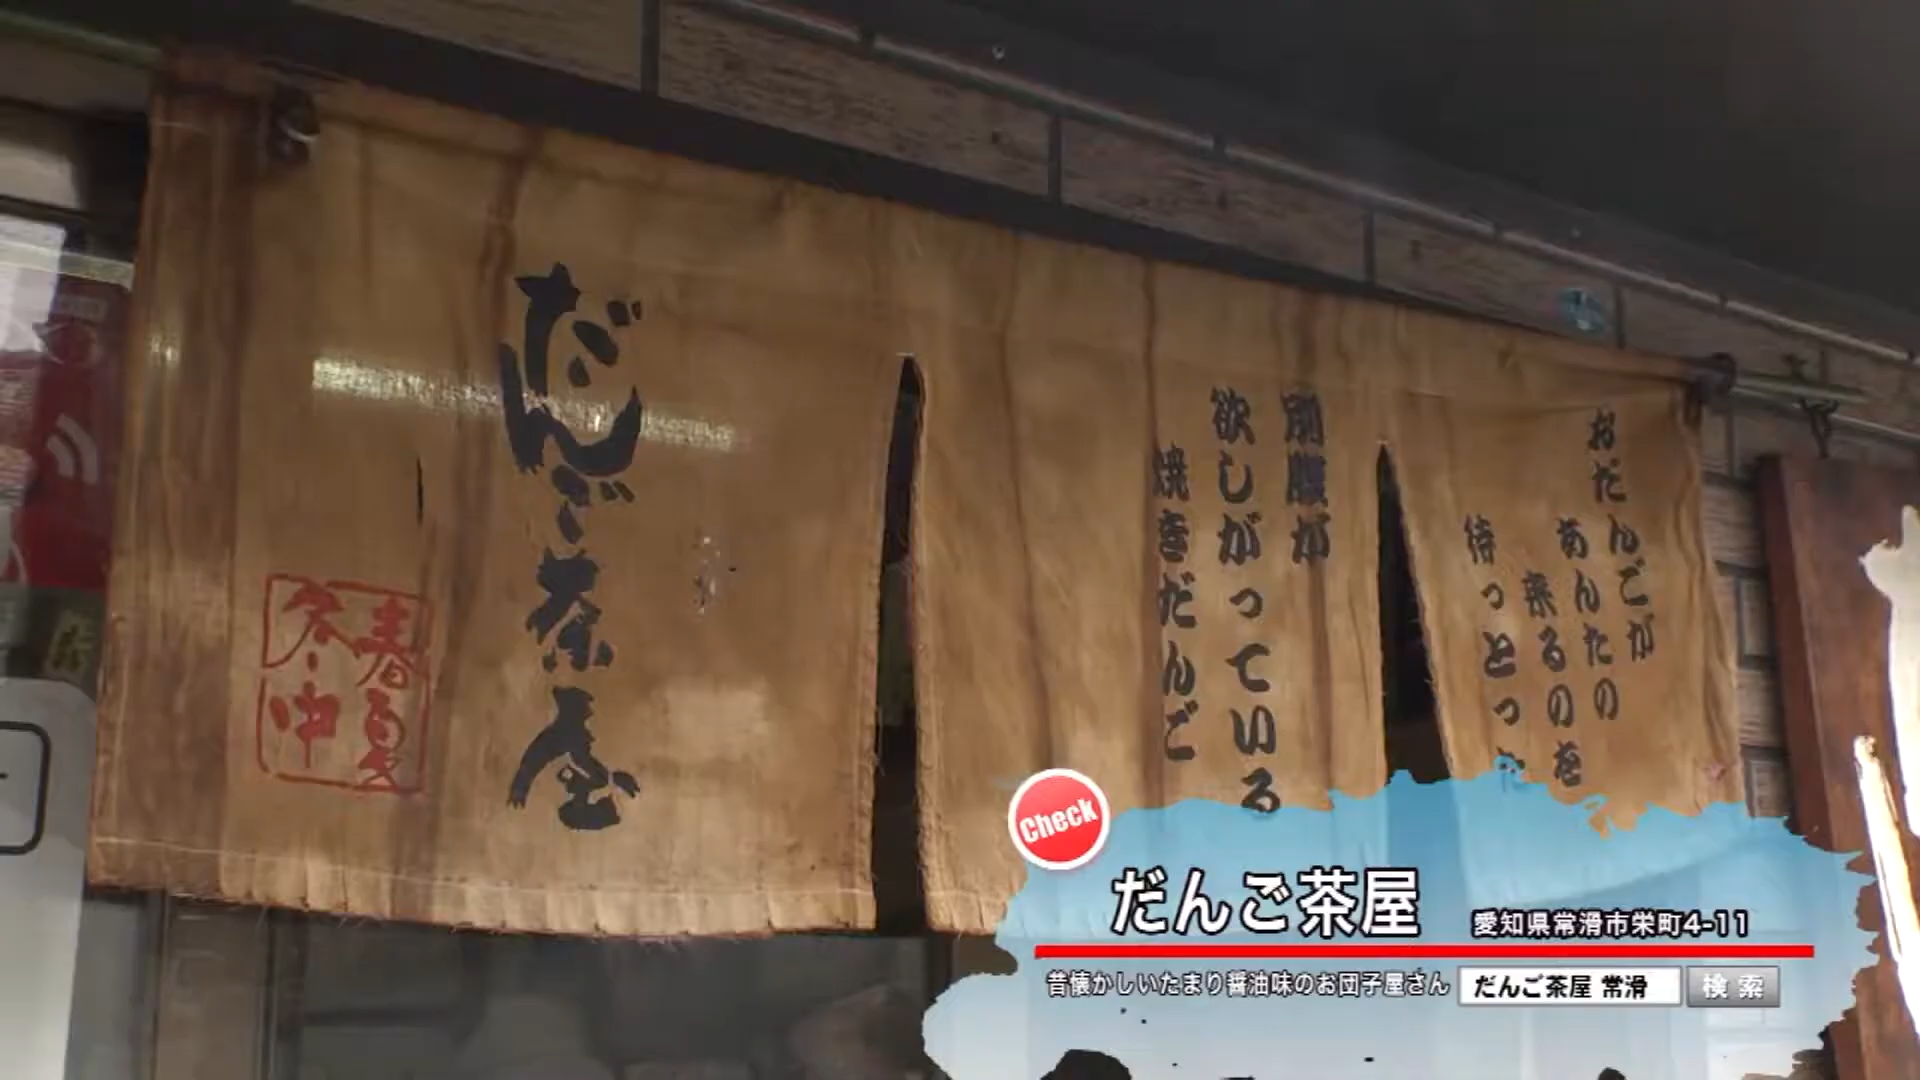 だんご茶屋
春夏
冬・中
別腹が
欲しがっている
焼きだんご
おだんごが
あんたの
来るのを
待っとった
Check
だんご茶屋
愛知県常滑市栄町4-11
昔懐かしいたまり醤油味のお団子屋さん
だんご茶屋 常滑
検 索